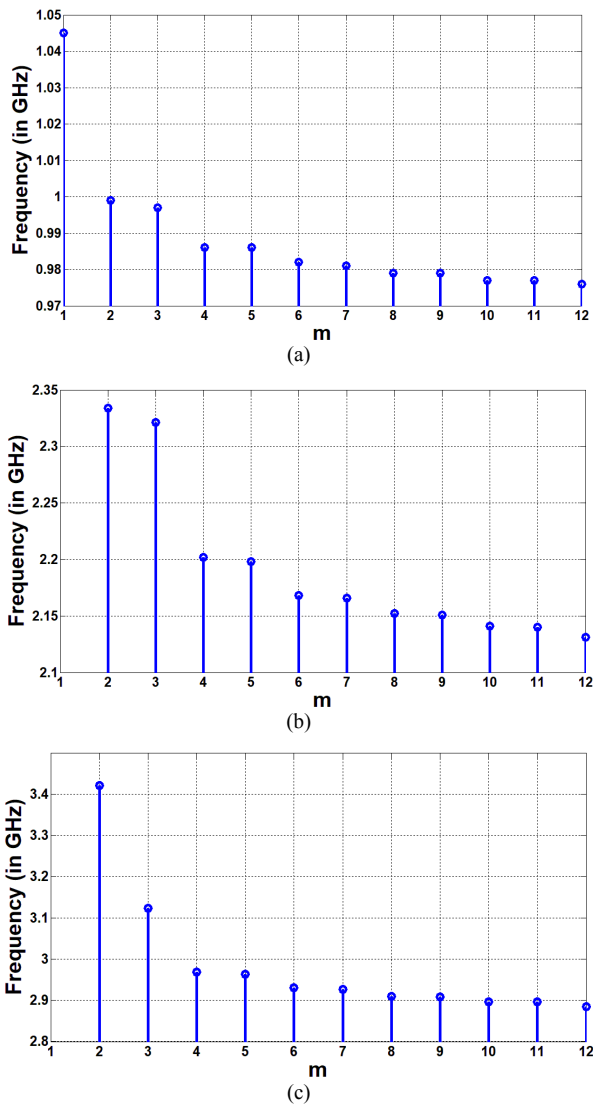 1.05
1.04
1.03
1.02
1.01
1
0.99
0.98
0.97
Frequency (in GHz)
1 2 3 4 5 6 7 8 9 10 11 12
m
(a)
2.35
2.3
2.25
2.2
2.15
2.1
Frequency (in GHz)
1 2 3 4 5 6 7 8 9 10 11 12
m
(b)
3.4
3.3
3.2
3.1
3
2.9
2.8
Frequency (in GHz)
1 2 3 4 5 6 7 8 9 10 11 12
m
(c)